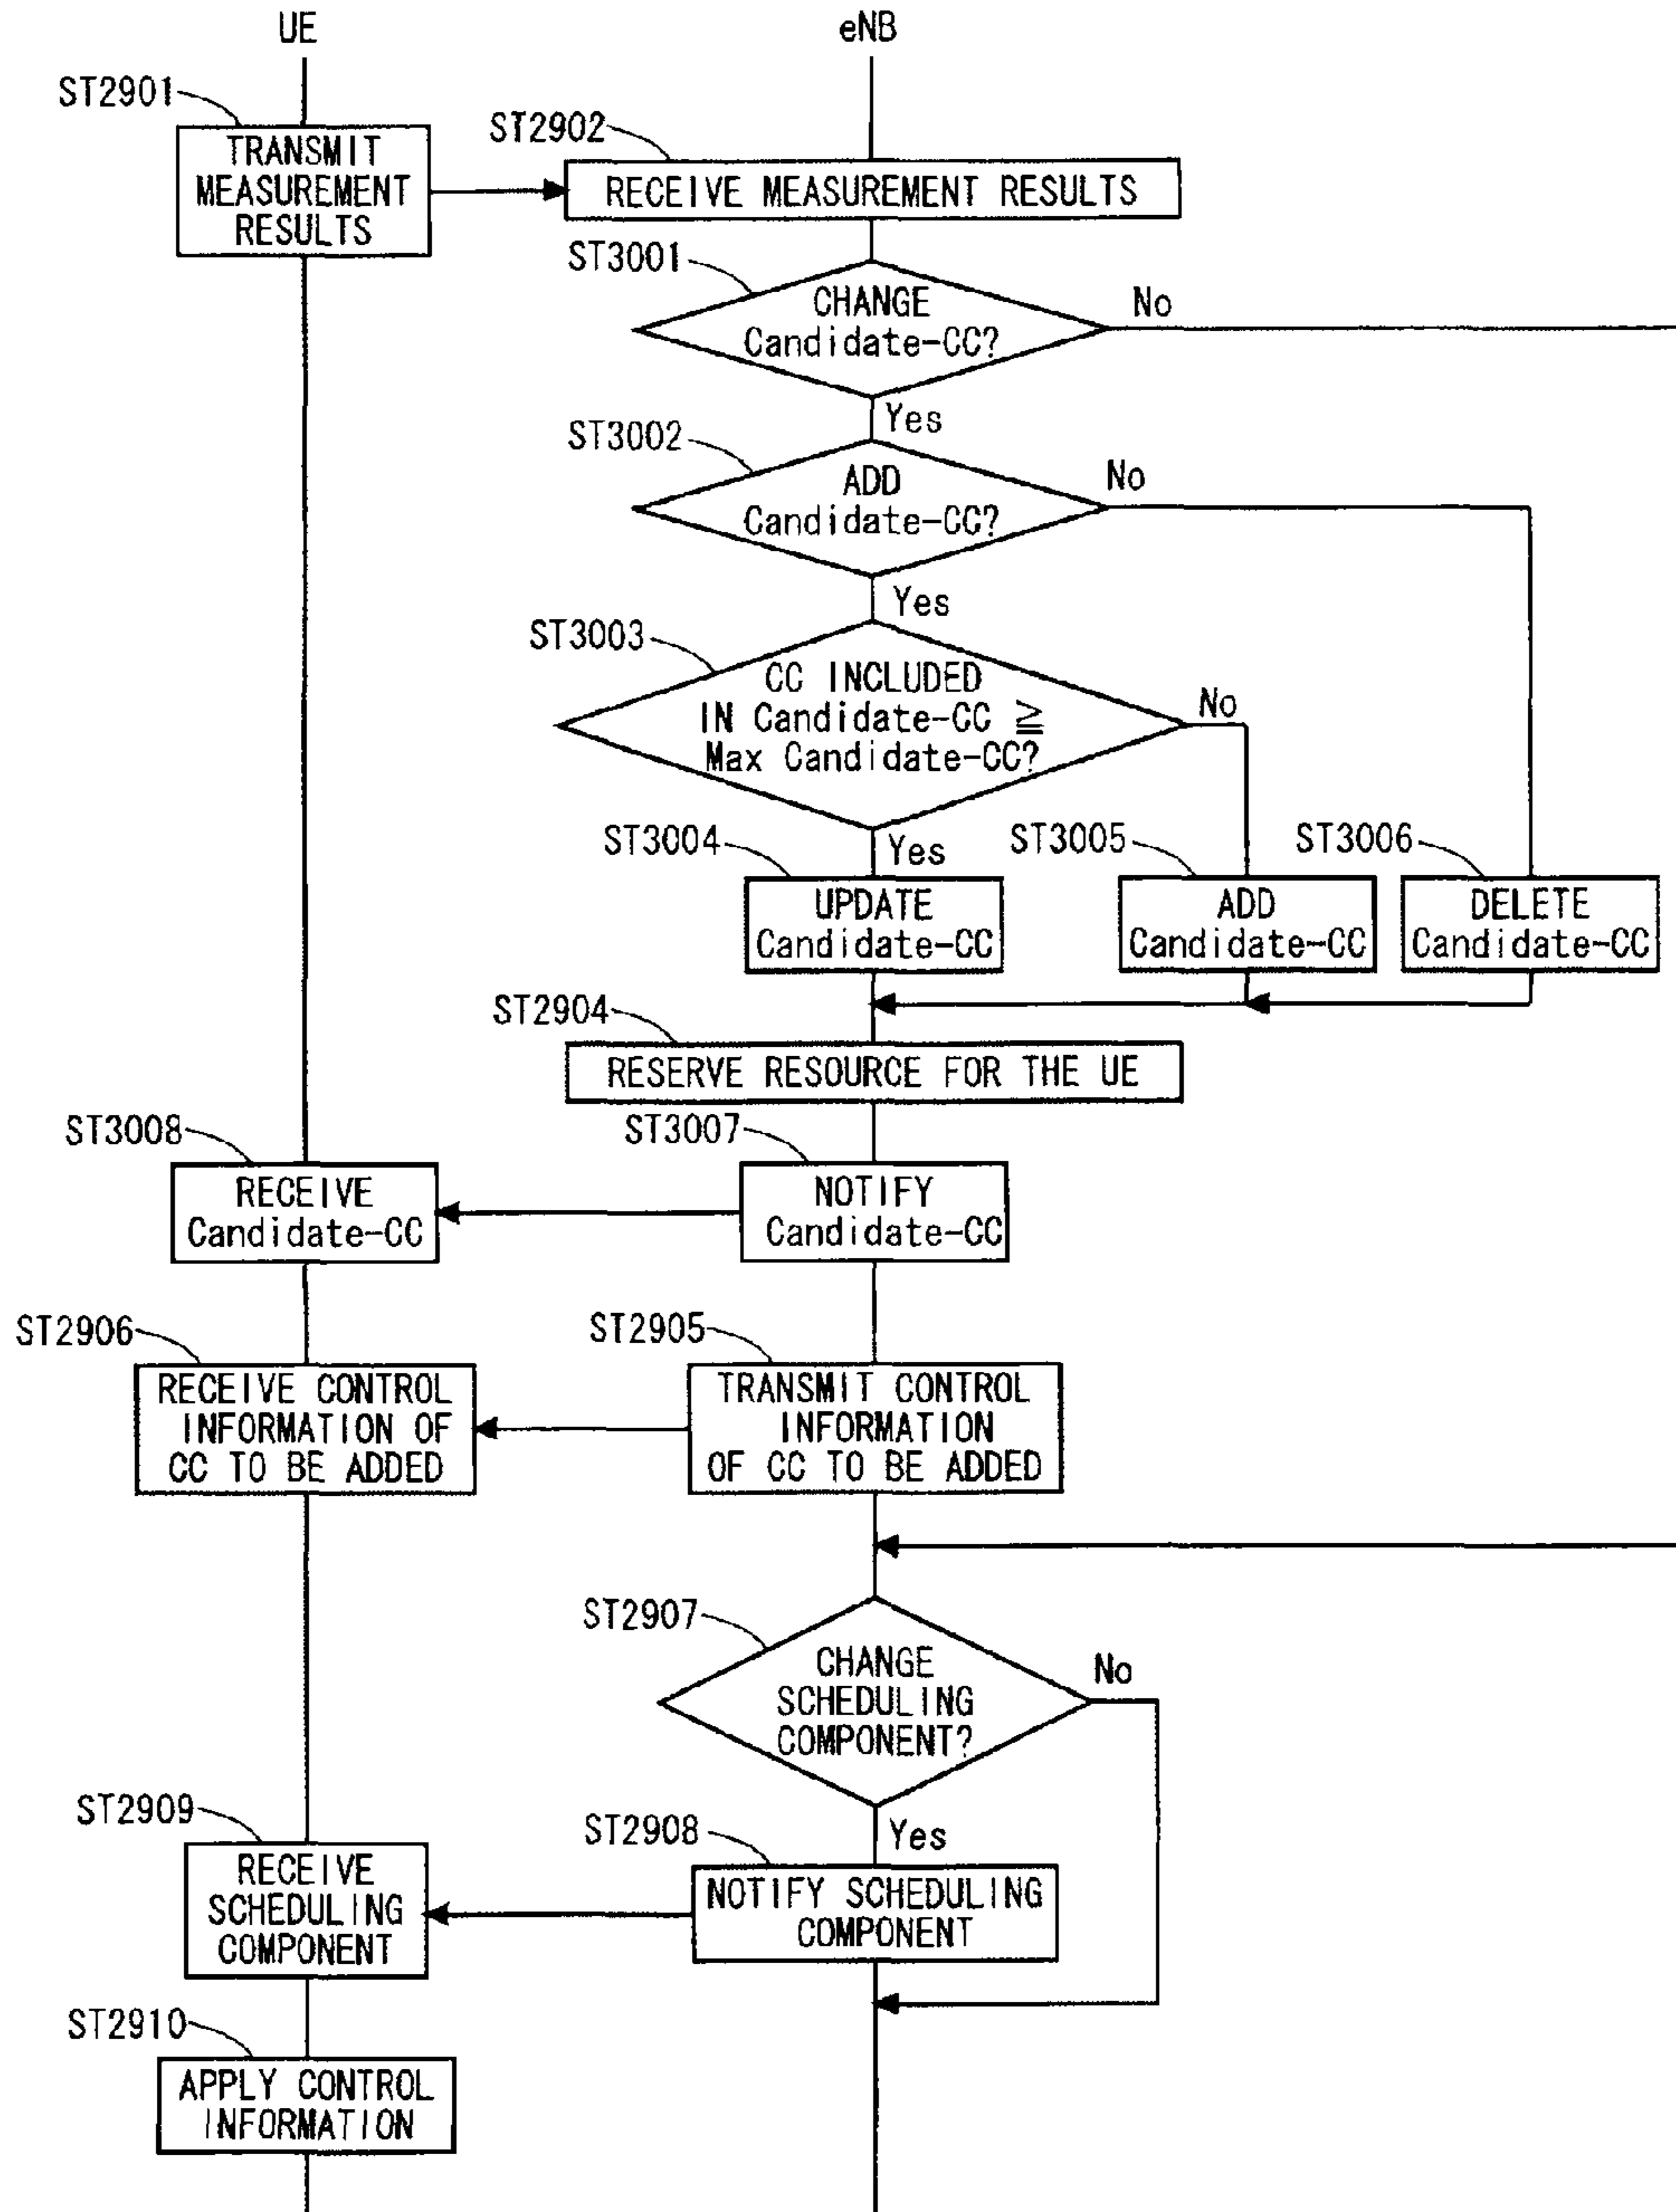 UE
eNB
ST2901
TRANSMIT
MEASUREMENT
RESULTS
ST2902
RECEIVE MEASUREMENT RESULTS
ST3001
CHANGE
Candidate-CC?
No
Yes
ST3002
ADD
Candidate-CC?
No
Yes
ST3003
CC INCLUDED
IN Candidate-CC ≧
Max Candidate-CC?
No
Yes
ST3004
UPDATE
Candidate-CC
ST3005
ADD
Candidate-CC
ST3006
DELETE
Candidate-CC
ST2904
RESERVE RESOURCE FOR THE UE
ST3008
RECEIVE
Candidate-CC
ST3007
NOTIFY
Candidate-CC
ST2906
RECEIVE CONTROL
INFORMATION OF
CC TO BE ADDED
ST2905
TRANSMIT CONTROL
INFORMATION
OF CC TO BE ADDED
ST2907
CHANGE
SCHEDULING
COMPONENT?
No
Yes
ST2909
RECEIVE
SCHEDULING
COMPONENT
ST2908
NOTIFY SCHEDULING
COMPONENT
ST2910
APPLY CONTROL
INFORMATION